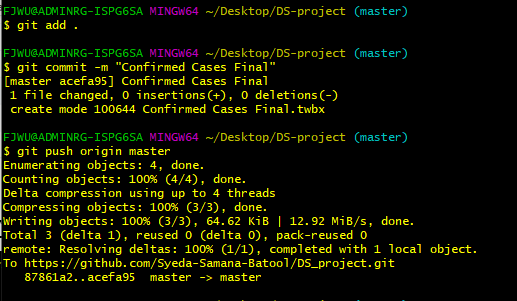 FJWU@ADMINRG-ISPG6SA MINGW64 ~/Desktop/DS-project (master)
$ git add .
FJWU@ADMINRG-ISPG6SA MINGW64 ~/Desktop/DS-project (master)
$ git commit -m "Confirmed Cases Final"
[master acefa95] Confirmed Cases Final
1 file changed, 0 insertions(+), 0 deletions(-)
create mode 100644 Confirmed Cases Final.twbx
FJWU@ADMINRG-ISPG6SA MINGW64 ~/Desktop/DS-project (master)
$ git push origin master
Enumerating objects: 4, done.
Counting objects: 100% (4/4), done.
Delta compression using up to 4 threads
Compressing objects: 100% (3/3), done.
Writing objects: 100% (3/3), 64.62 KiB | 12.92 MiB/s, done.
Total 3 (delta 1), reused 0 (delta 0), pack-reused 0
remote: Resolving deltas: 100% (1/1), completed with 1 local object.
To https://github.com/Syeda-Samana-Batool/DS_project.git
87861a2..acefa95  master -> master